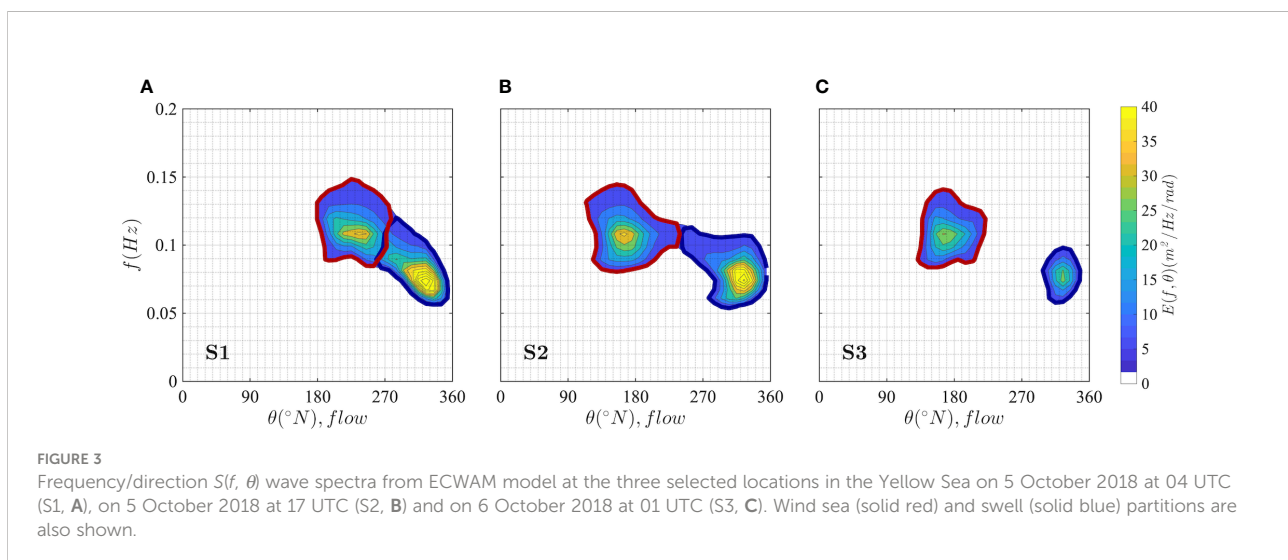 A
B
C
0.2
0.15
0.1
0.05
0
f(Hz)
S1
S2
S3
0 90 180 270 360
0 90 180 270 360
0 90 180 270 360
θ(°N), flow
θ(°N), flow
θ(°N), flow
40
35
30
25
20
15
10
5
0
E(f, θ)(m²/Hz/rad)
FIGURE 3
Frequency/direction S(f, θ) wave spectra from ECWAM model at the three selected locations in the Yellow Sea on 5 October 2018 at 04 UTC
(S1, A), on 5 October 2018 at 17 UTC (S2, B) and on 6 October 2018 at 01 UTC (S3, C). Wind sea (solid red) and swell (solid blue) partitions are
also shown.